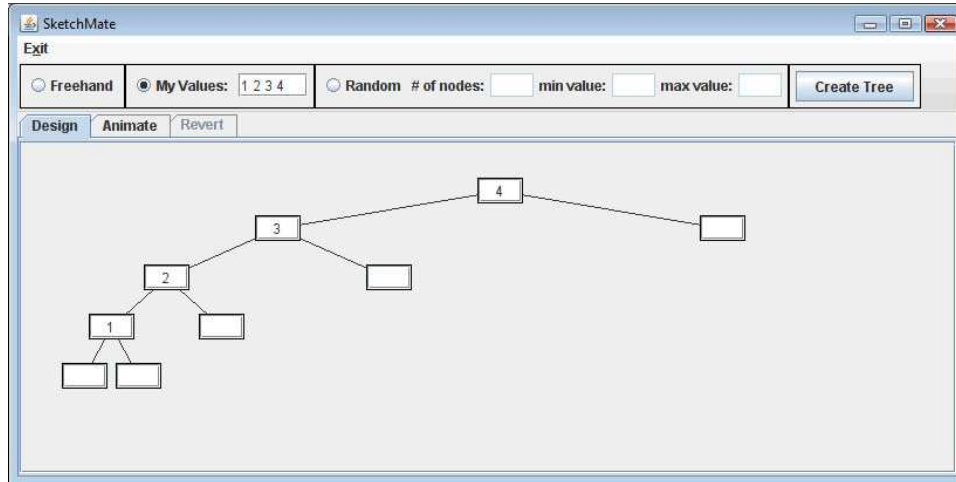 SketchMate
Exit
Freehand My Values: 1 2 3 4 Random # of nodes: min value: max value: Create Tree
Design Animate Revert
4
3
2
1